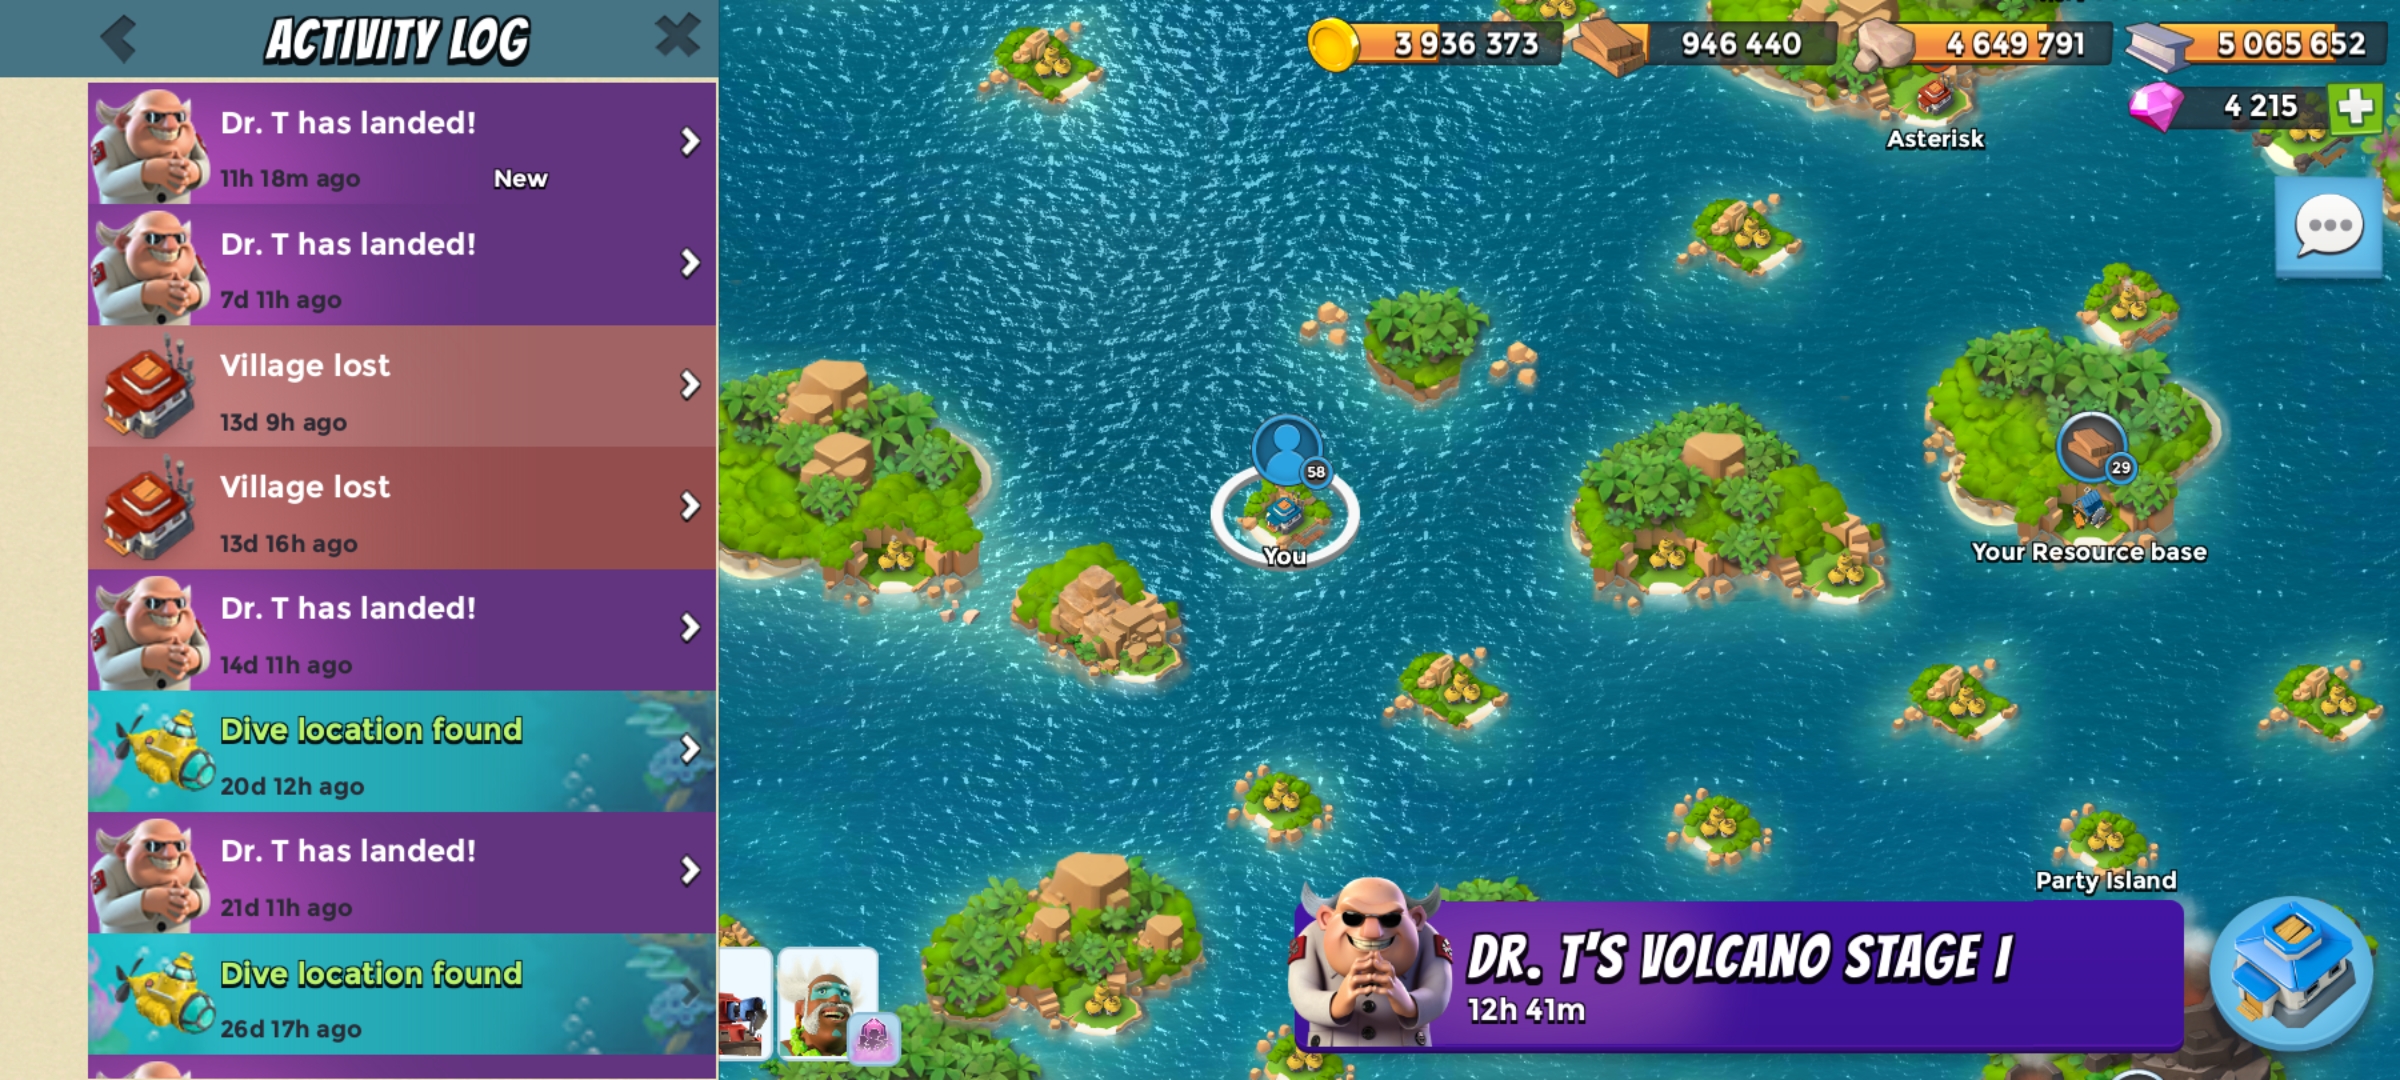 ACTIVITY LOG
Dr. T has landed!
11h 18m ago
New
Dr. T has landed!
7d 11h ago
Village lost
13d 9h ago
Village lost
13d 16h ago
Dr. T has landed!
14d 11h ago
Dive location found
20d 12h ago
Dr. T has landed!
21d 11h ago
Dive location found
26d 17h ago
3 936 373
946 440
4 649 791
5 065 652
4 215
Asterisk
58
You
29
Your Resource base
Party Island
DR. T'S VOLCANO STAGE I
12h 41m